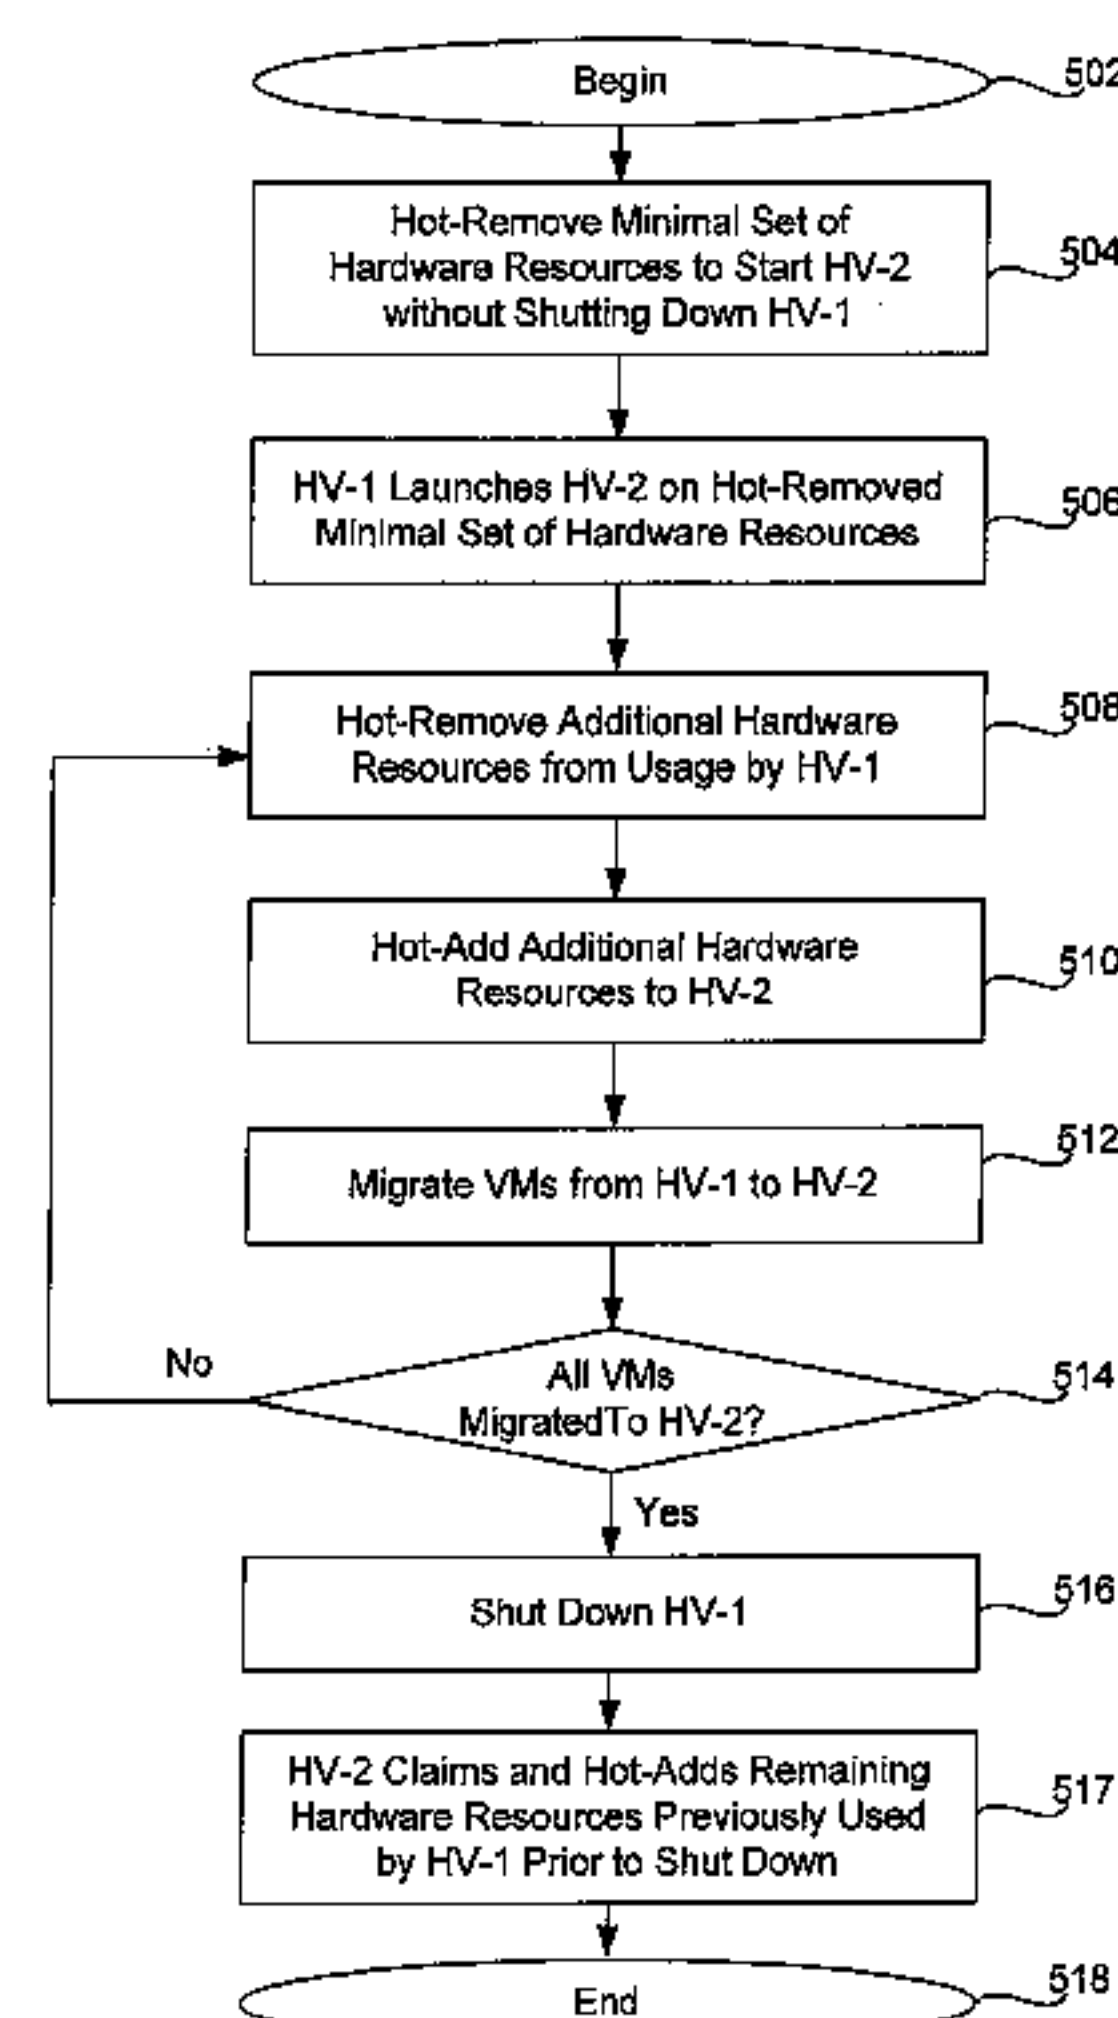 Begin
502
Hot-Remove Minimal Set of
Hardware Resources to Start HV-2
without Shutting Down HV-1
504
HV-1 Launches HV-2 on Hot-Removed
Minimal Set of Hardware Resources
506
Hot-Remove Additional Hardware
Resources from Usage by HV-1
508
Hot-Add Additional Hardware
Resources to HV-2
510
Migrate VMs from HV-1 to HV-2
512
No
All VMs
MigratedTo HV-2?
514
Yes
Shut Down HV-1
516
HV-2 Claims and Hot-Adds Remaining
Hardware Resources Previously Used
by HV-1 Prior to Shut Down
517
End
518